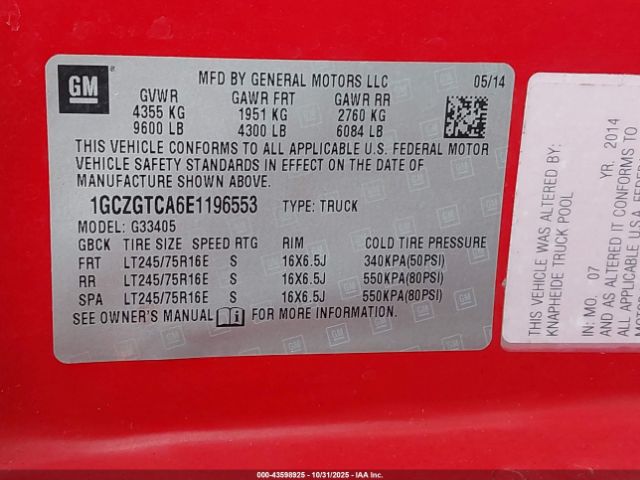 GM
MFD BY GENERAL MOTORS LLC 05/14
GVWR GAWR FRT GAWR RR
4355 KG 1951 KG 2760 KG
9600 LB 4300 LB 6084 LB
THIS VEHICLE CONFORMS TO ALL APPLICABLE U.S. FEDERAL MOTOR
VEHICLE SAFETY STANDARDS IN EFFECT ON THE DATE OF
MANUFACTURE SHOWN ABOVE.
1GCZGTCA6E1196553 TYPE: TRUCK
MODEL: G33405
GBCK TIRE SIZE SPEED RTG RIM COLD TIRE PRESSURE
FRT LT245/75R16E S 16X6.5J 340KPA(50PSI)
RR LT245/75R16E S 16X6.5J 550KPA(80PSI)
SPA LT245/75R16E S 16X6.5J 550KPA(80PSI)
SEE OWNER'S MANUAL FOR MORE INFORMATION.
THIS VEHICLE WAS ALTERED BY
KNAPHEIDE TRUCK POOL
IN: MO. 07 YR. 2014
AND AS ALTERED IT CONFORMS TO
ALL APPLICABLE U.S.A FEDERAL
000-43598925 - 10/31/2025 - IAAI.COM